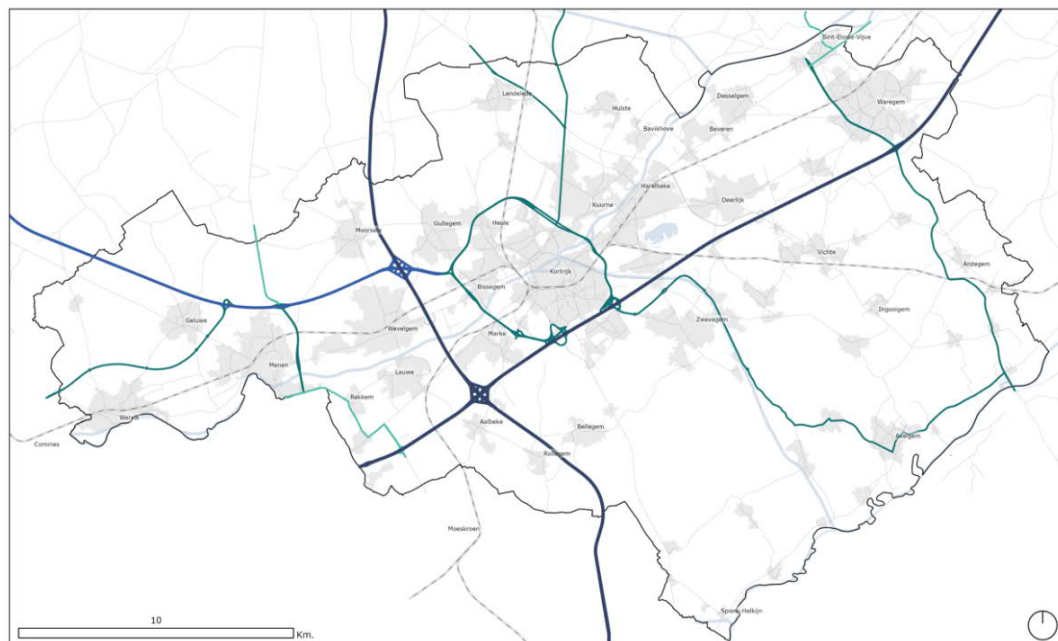 Sint-Eloois-Vijve
Lendelede
Desselgem
Waregem
Hulste
Bavikhove
Beveren
Harelbeke
Deerlijk
Kuurne
Gullegem
Heule
Moorsele
Vichte
Anzegem
Kortrijk
Bissegem
Geluwe
Ingooigem
Zwevegem
Wevelgem
Marke
Menen
Lauwe
Rekkem
Wervik
Aalbeke
Bellegem
Avelgem
Comines
Rollegem
Moeskroen
Spiere-Helkijn
10
Km.